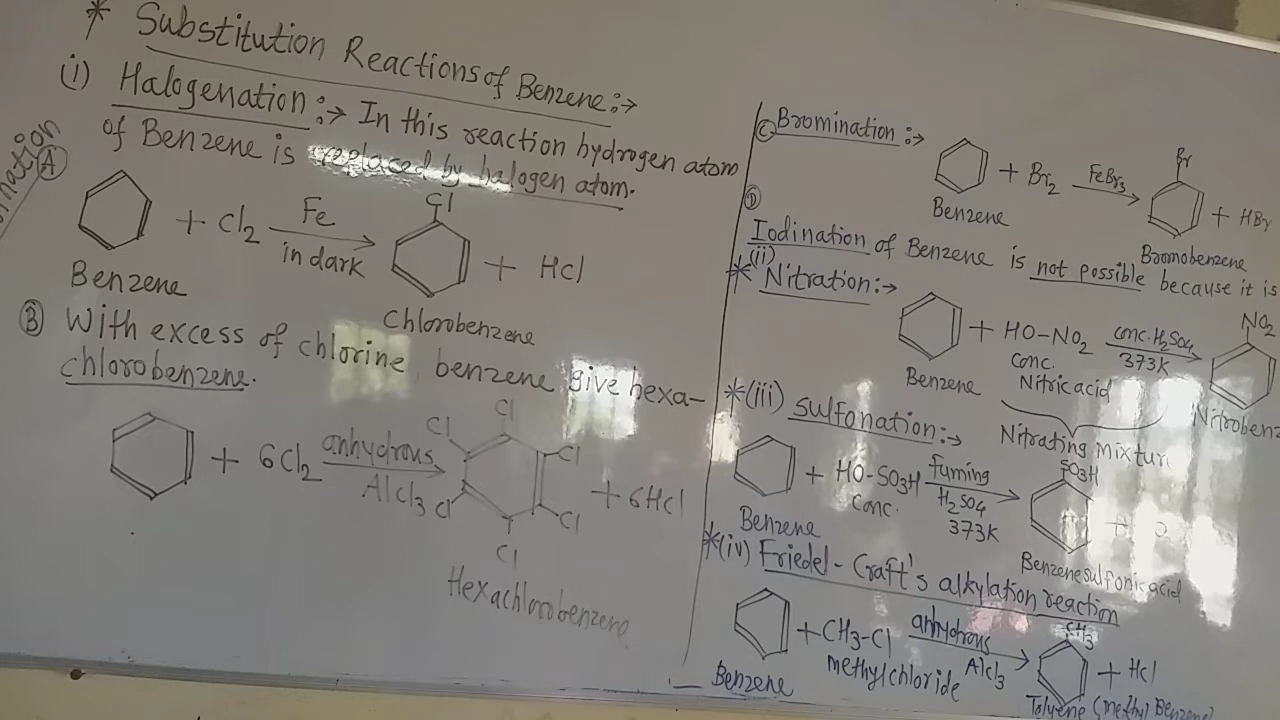 * Substitution Reactions of Benzene:→
(i) Halogenation:→ In this reaction hydrogen atom
of Benzene is replaced by halogen atom.
A
+ Cl2 Fe in dark → Cl + HCl
Benzene
Chlorobenzene
B With excess of chlorine, benzene give hexa-
chlorobenzene.
+ 6Cl2 anhydrous AlCl3 → Cl Cl Cl Cl Cl Cl + 6HCl
Hexachlorobenzene
C Bromination:→
+ Br2 FeBr3 → Br + HBr
Benzene
Bromobenzene
D
Iodination of Benzene is not possible because it is
* (ii) Nitration:→
+ HO-NO2 conc. H2SO4 373K → NO2
Benzene
conc.
Nitric acid
Nitrating mixture
*(iii) sulfonation:→
+ HO-SO3H fuming H2SO4 373K → SO3H +
conc.
Benzene
Benzene sulfonic acid
*(iv) Friedel-Craft's alkylation reaction
+ CH3-Cl anhydrous AlCl3 → CH3 + HCl
Benzene
methylchloride
Tolyene (methyl Benzene)